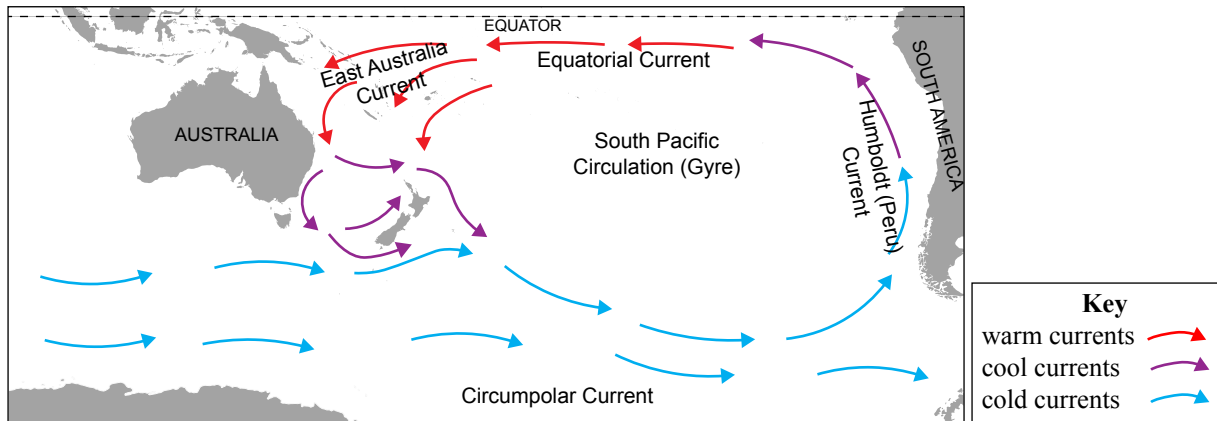 EQUATOR
East Australia
Current
Equatorial Current
AUSTRALIA
South Pacific
Circulation (Gyre)
Humboldt (Peru)
Current
SOUTH AMERICA
Circumpolar Current
Key
warm currents
cool currents
cold currents